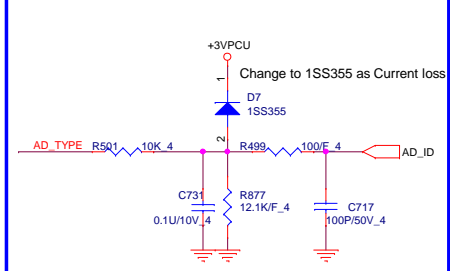 +3VPCU
1
Change to 1SS355 as Current loss
D7
1SS355
2
AD_TYPE R501 10K_4 R499 100/F_4 AD_ID
C731 R877 C717
0.1U/10V_4 12.1K/F_4 100P/50V_4